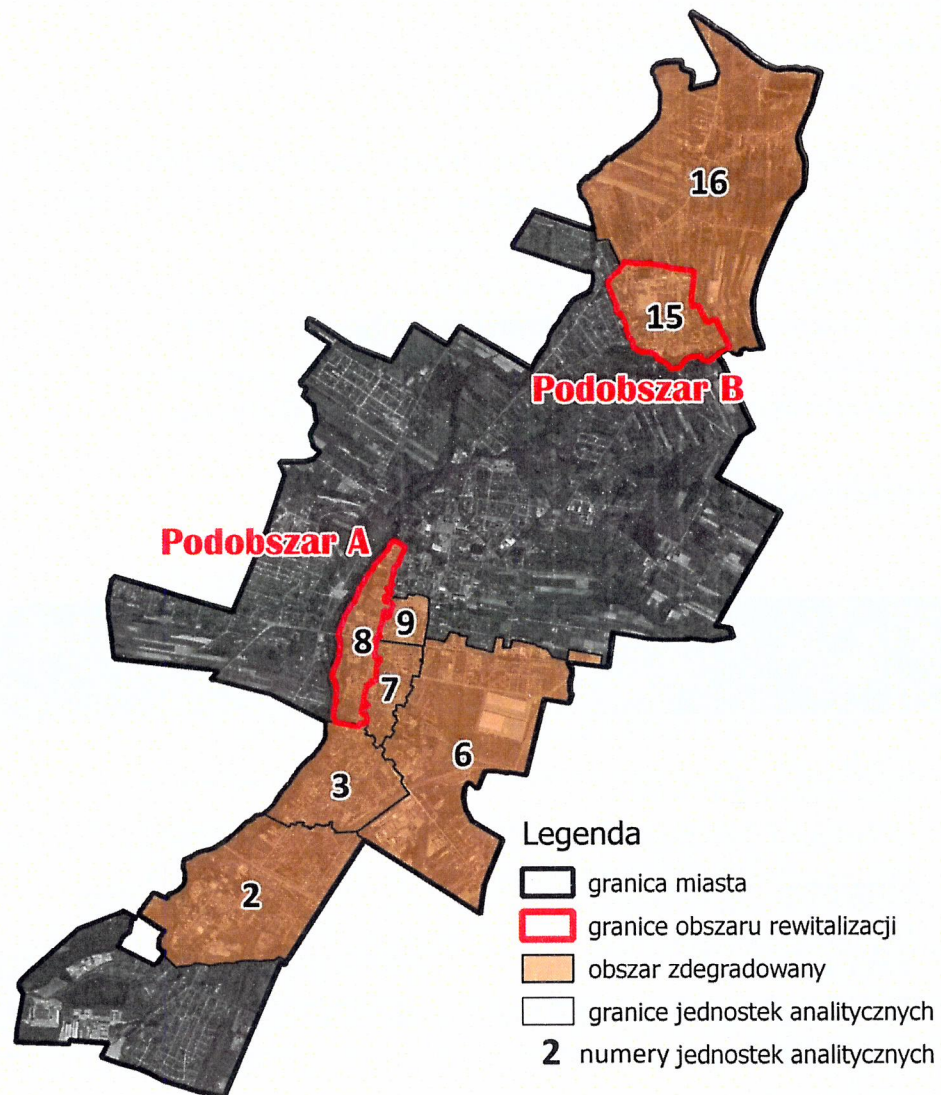 16
15
Podobszar B
Podobszar A
9
8
7
6
3
2
Legenda
granica miasta
granice obszaru rewitalizacji
obszar zdegradowany
granice jednostek analitycznych
2 numery jednostek analitycznych